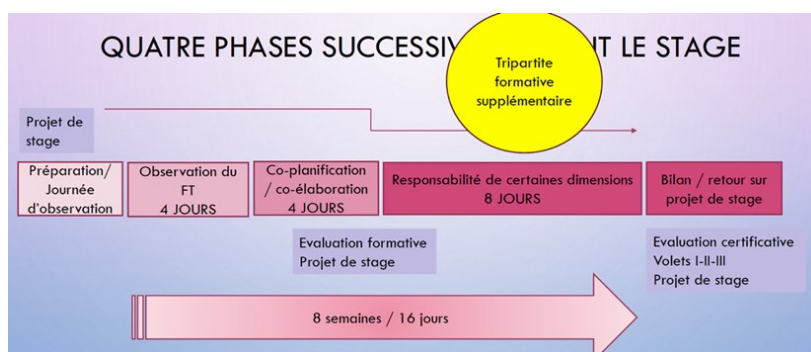 QUATRE PHASES SUCCESSIV
NT LE STAGE
Tripartite
formative
supplémentaire
Projet de
stage
Préparation/
Journée
d'observation
Observation du
FT
4 JOURS
Co-planification
/ co-élaboration
4 JOURS
Responsabilité de certaines dimensions
8 JOURS
Bilan / retour sur
projet de stage
Evaluation formative
Projet de stage
Evaluation certificative
Volets I-II-III
Projet de stage
8 semaines / 16 jours